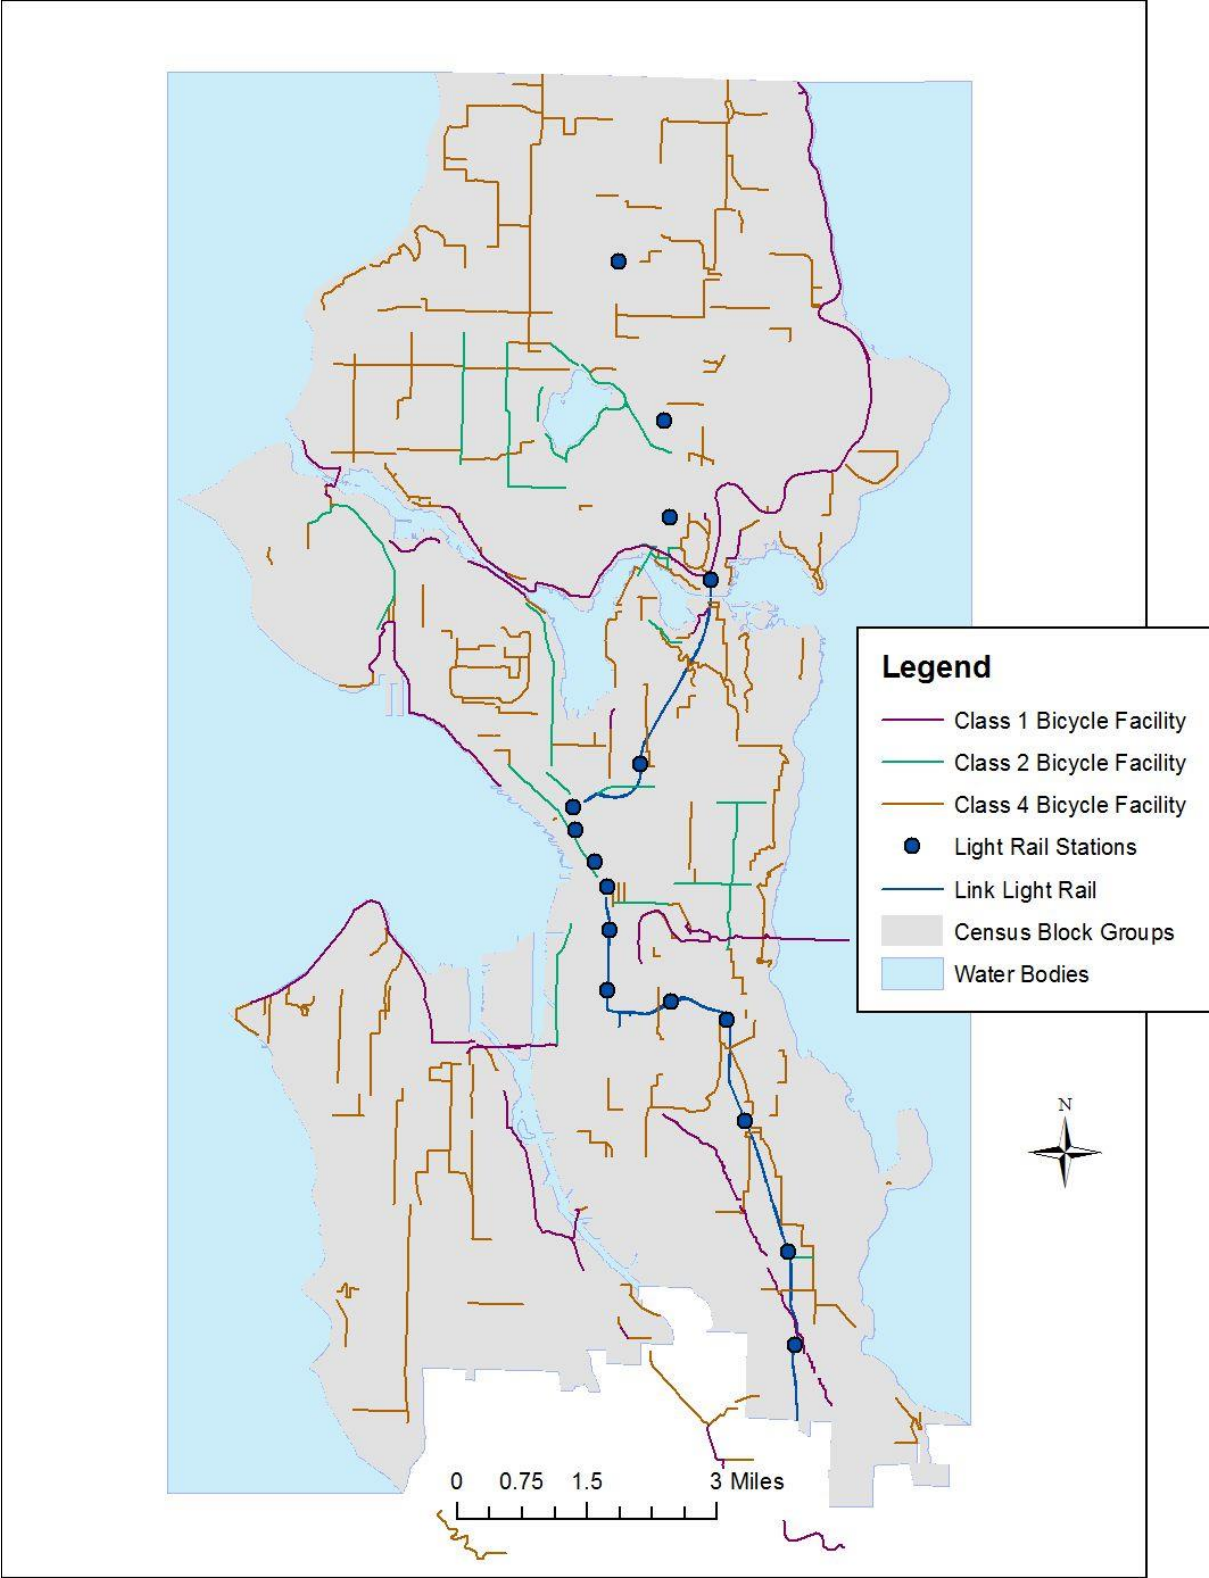 Legend
Class 1 Bicycle Facility
Class 2 Bicycle Facility
Class 4 Bicycle Facility
Light Rail Stations
Link Light Rail
Census Block Groups
Water Bodies
N
0 0.75 1.5 3 Miles